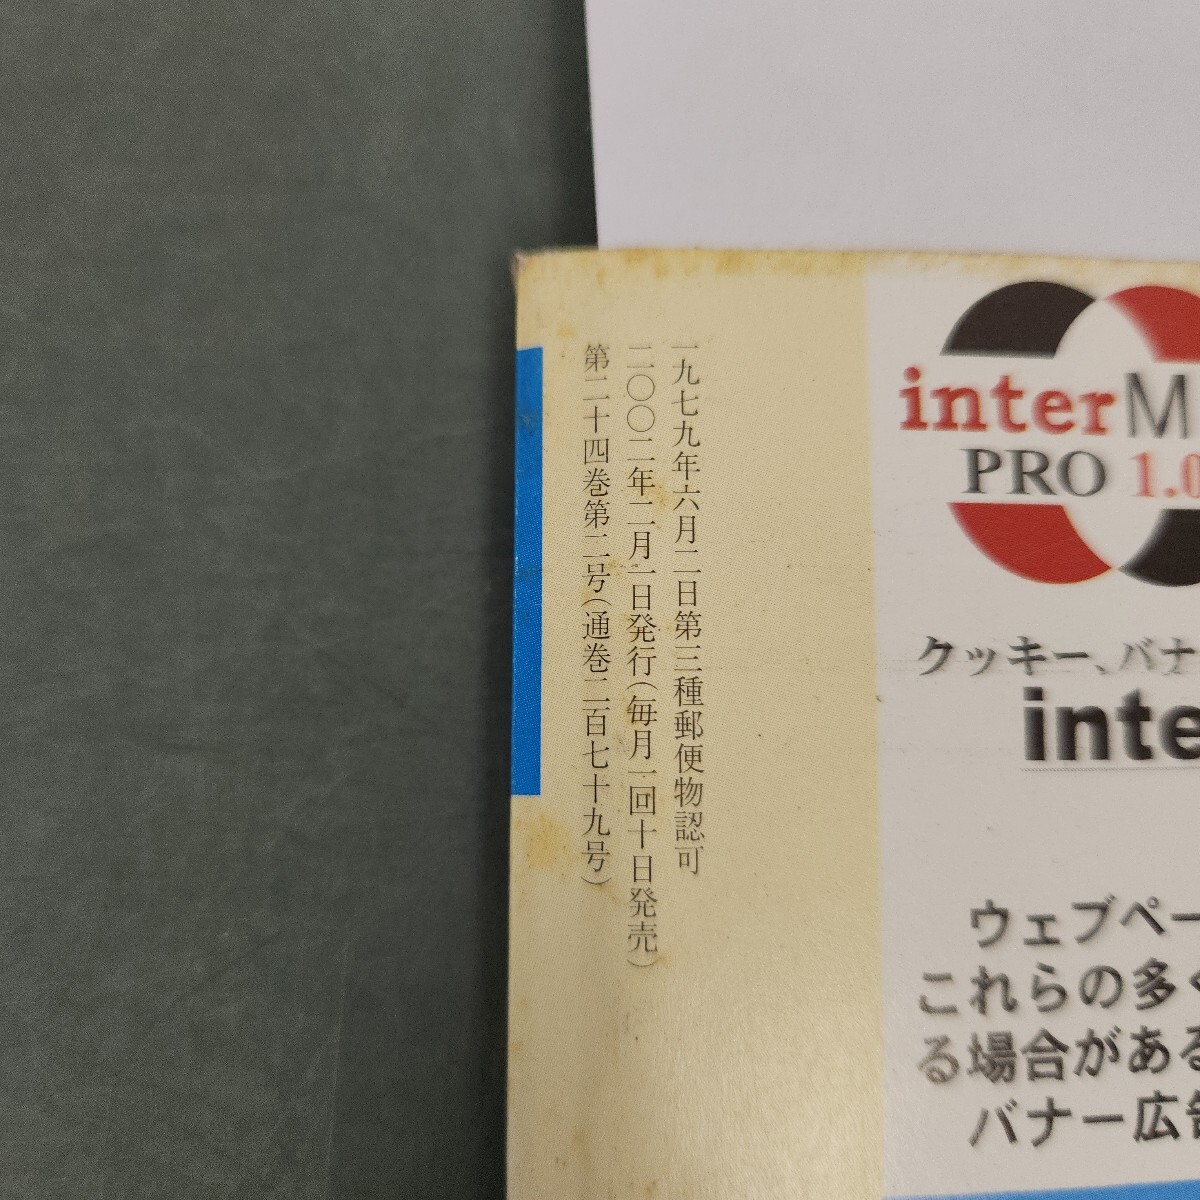 一九七九年六月二日第三種郵便物認可
二〇〇二年二月一日発行(毎月一回十日発売)
第二十四巻第二号(通巻二百七十九号)
interM
PRO 1.0
クッキー、バナ
inte
ウェブペー
これらの多く
る場合がある
バナー広告